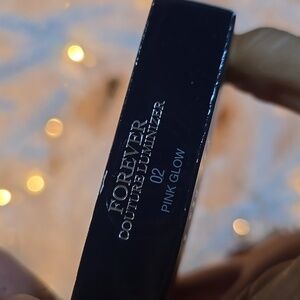 FOREVER
COUTURE LUMINIZER
02
PINK GLOW